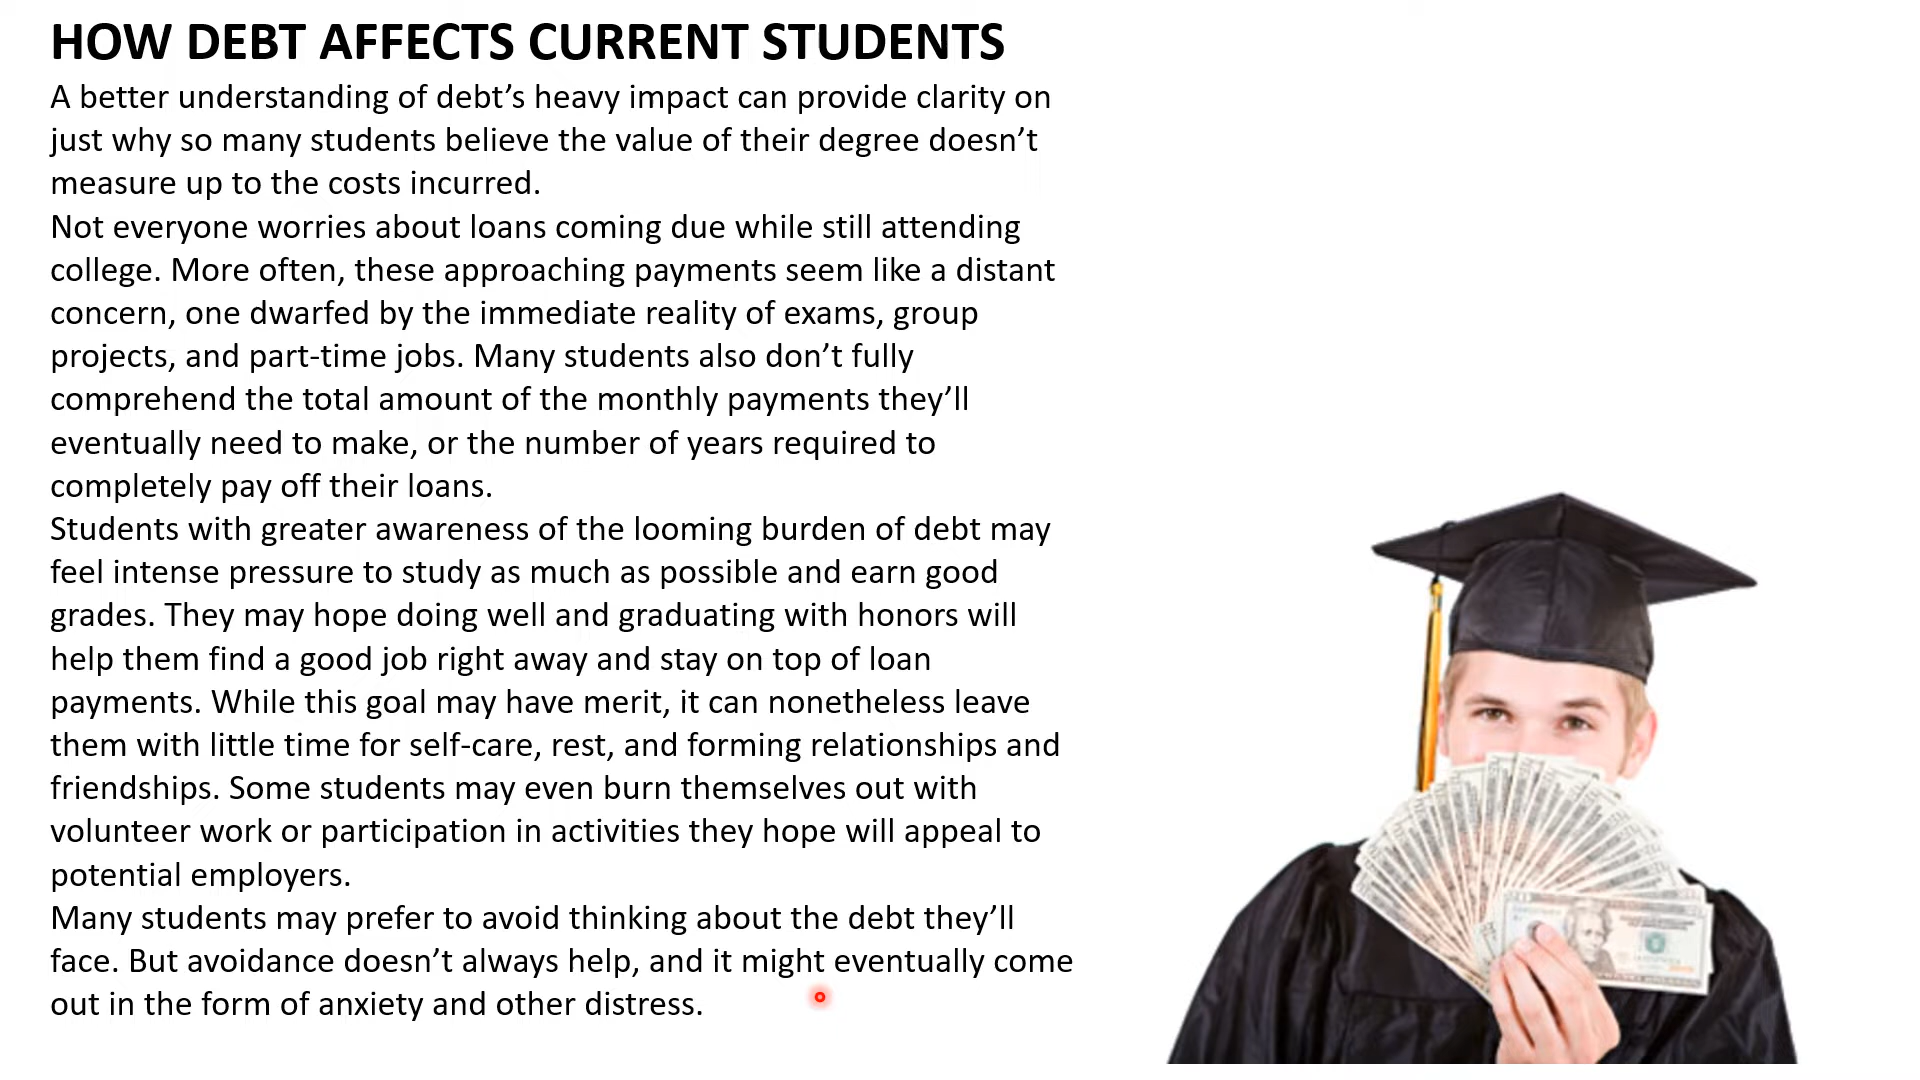 HOW DEBT AFFECTS CURRENT STUDENTS
A better understanding of debt’s heavy impact can provide clarity on
just why so many students believe the value of their degree doesn’t
measure up to the costs incurred.
Not everyone worries about loans coming due while still attending
college. More often, these approaching payments seem like a distant
concern, one dwarfed by the immediate reality of exams, group
projects, and part-time jobs. Many students also don’t fully
comprehend the total amount of the monthly payments they’ll
eventually need to make, or the number of years required to
completely pay off their loans.
Students with greater awareness of the looming burden of debt may
feel intense pressure to study as much as possible and earn good
grades. They may hope doing well and graduating with honors will
help them find a good job right away and stay on top of loan
payments. While this goal may have merit, it can nonetheless leave
them with little time for self-care, rest, and forming relationships and
friendships. Some students may even burn themselves out with
volunteer work or participation in activities they hope will appeal to
potential employers.
Many students may prefer to avoid thinking about the debt they’ll
face. But avoidance doesn’t always help, and it might eventually come
out in the form of anxiety and other distress.